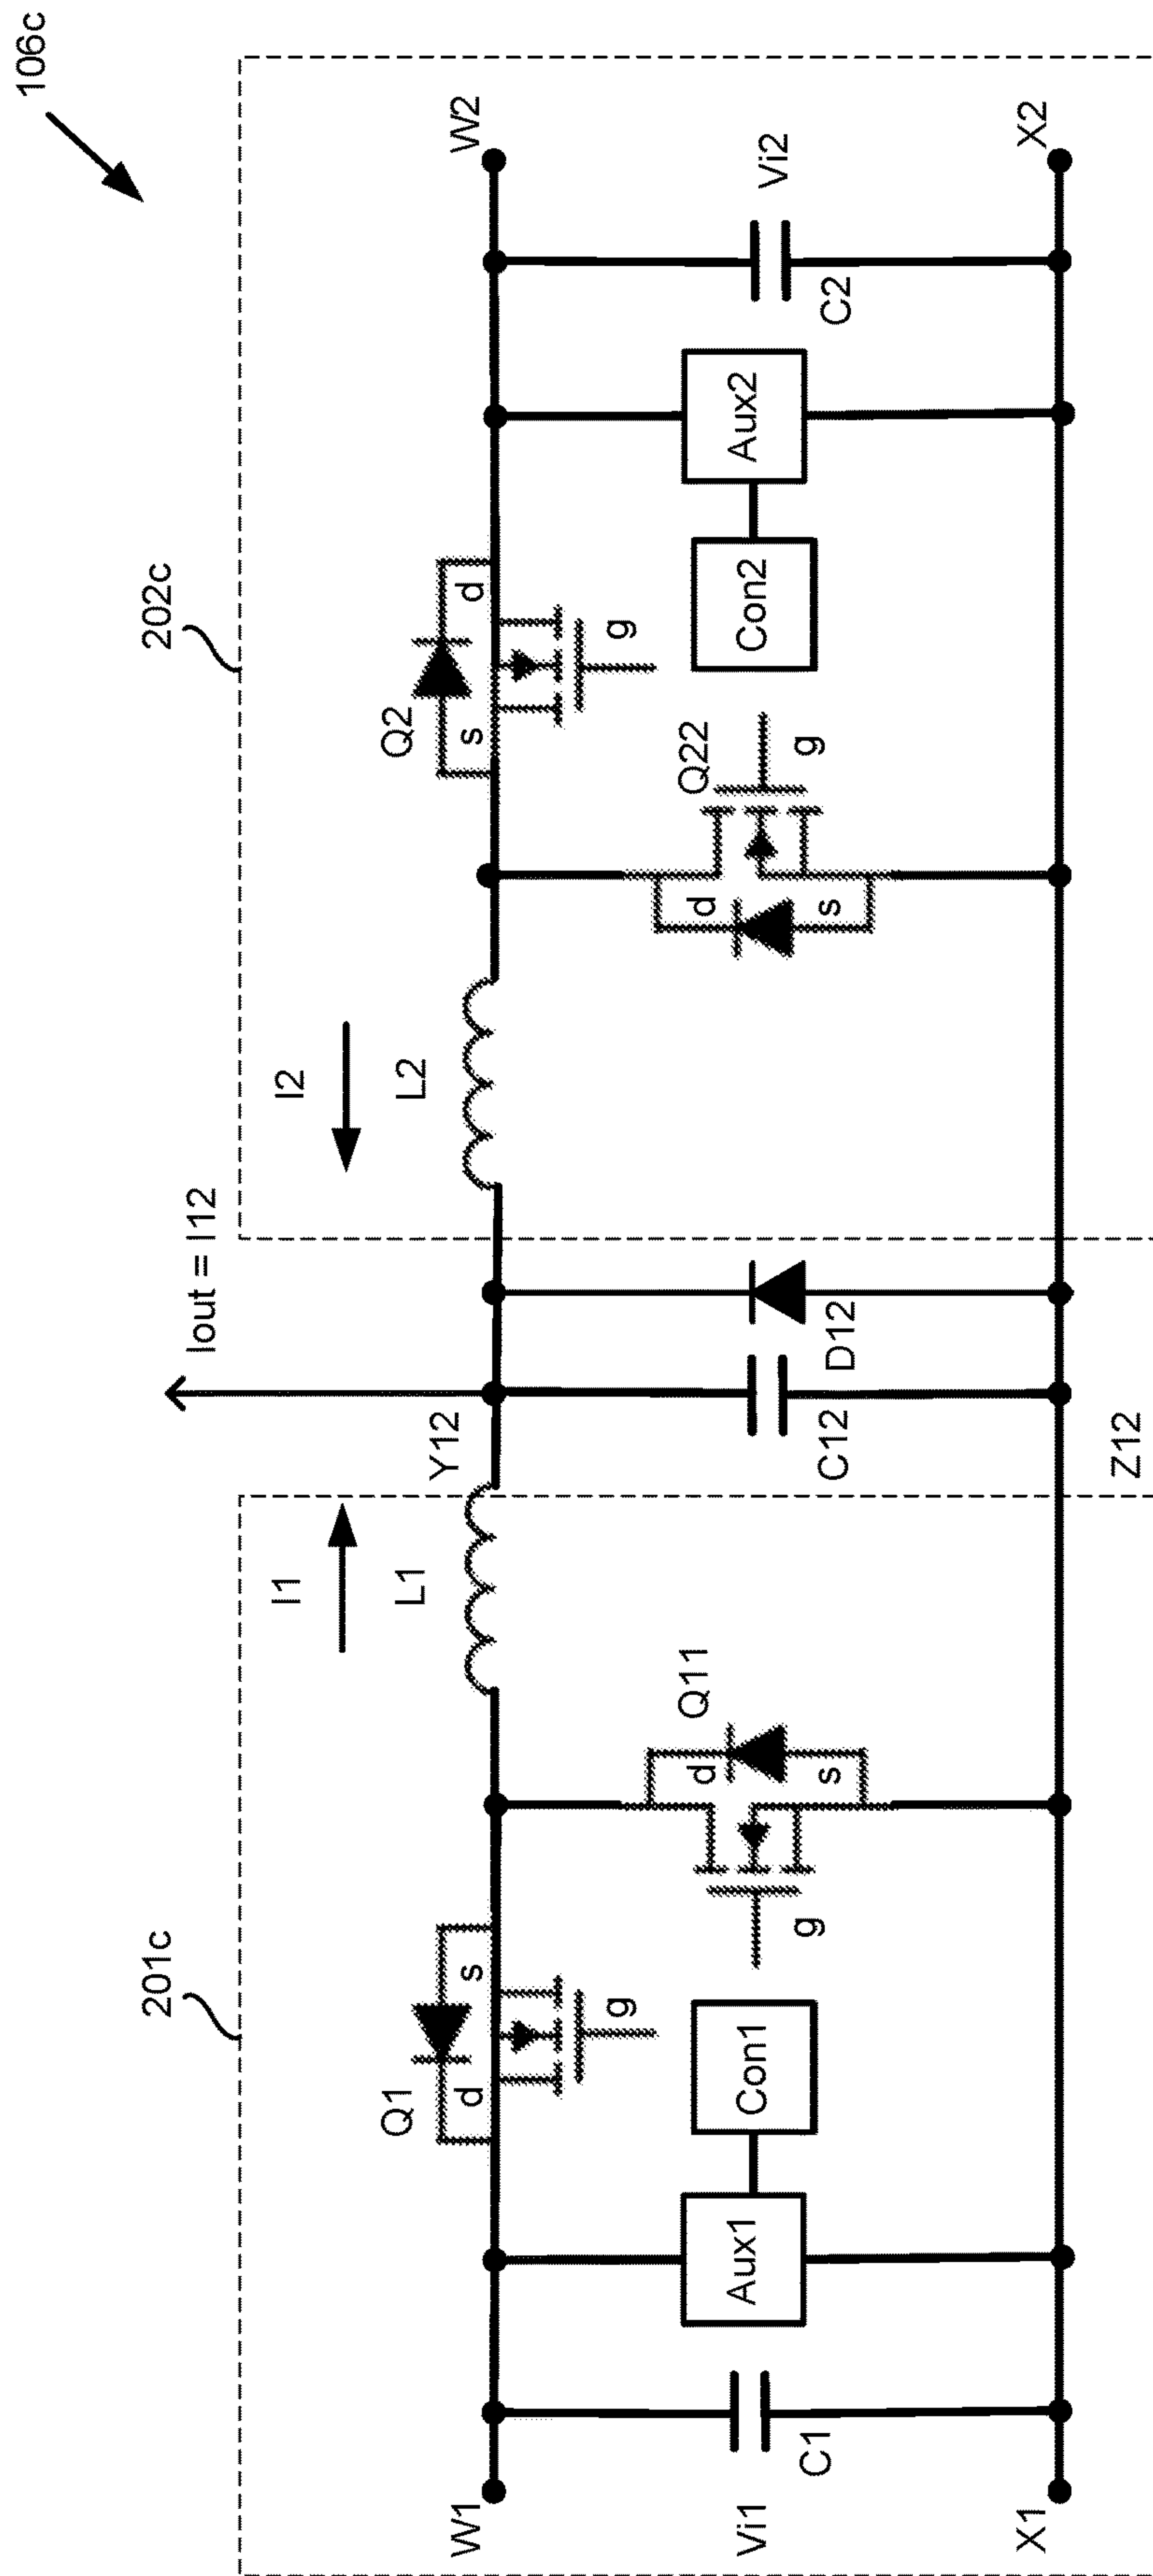 106c
201c
202c
Iout = I12
I1
I2
Q1
L1
Y12
L2
Q2
d
s
s
d
W1
W2
g
g
Q11
Q22
d
d
Vi1
Aux1
Con1
g
g
Con2
Aux2
Vi2
s
s
C1
C12
D12
C2
X1
Z12
X2